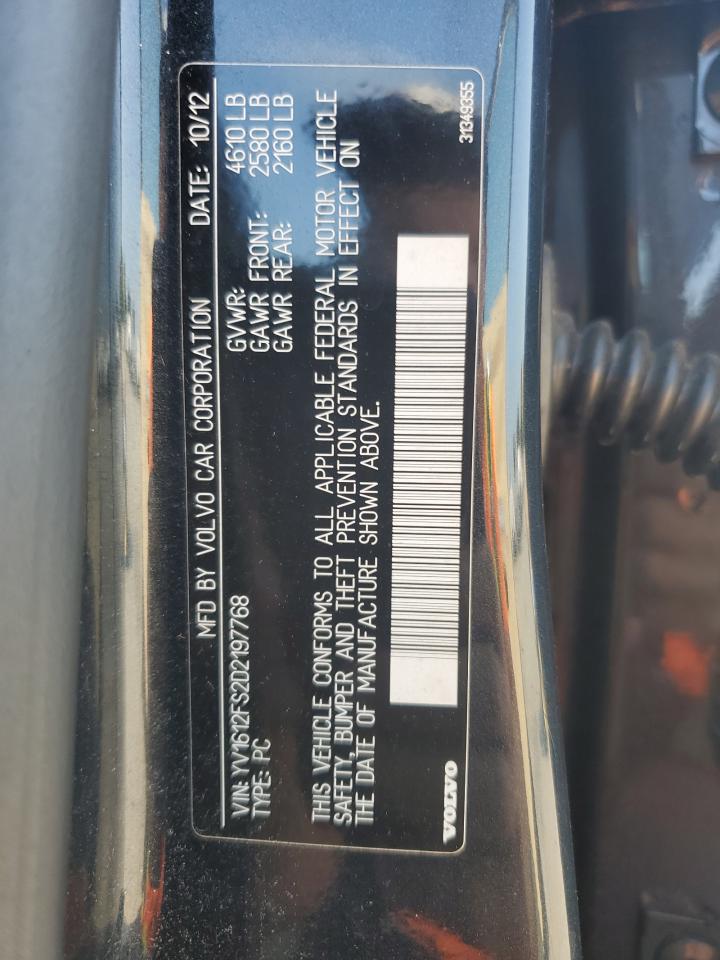 MFD BY VOLVO CAR CORPORATION DATE: 10/12
VIN: YV1612FS2D2197768 GVWR: 4610 LB
TYPE: PC GAWR FRONT: 2580 LB
GAWR REAR: 2160 LB
THIS VEHICLE CONFORMS TO ALL APPLICABLE FEDERAL MOTOR VEHICLE
SAFETY, BUMPER AND THEFT PREVENTION STANDARDS IN EFFECT ON
THE DATE OF MANUFACTURE SHOWN ABOVE.
VOLVO 31349355